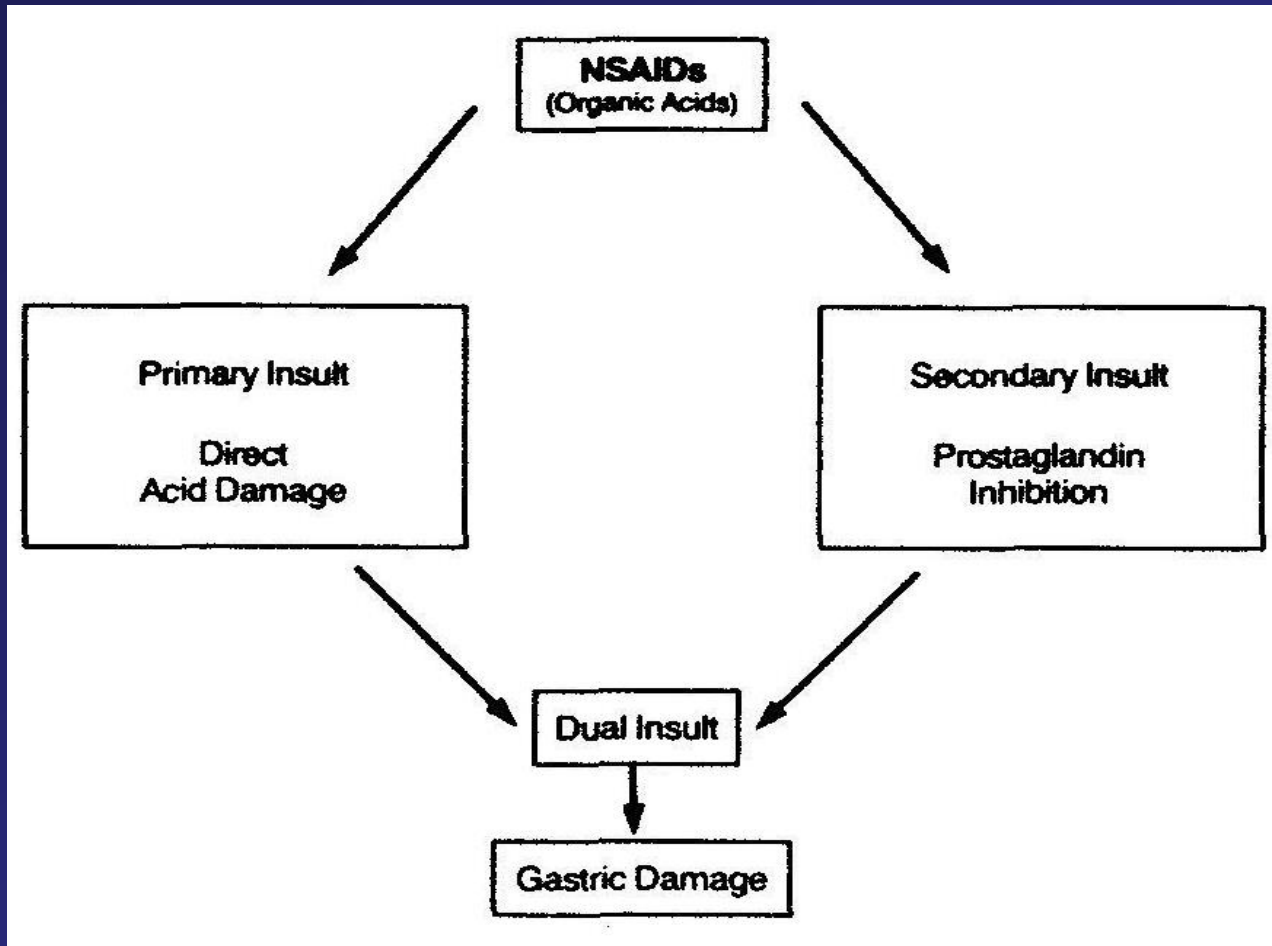 NSAIDs
(Organic Acids)
Primary Insult
Direct
Acid Damage
Secondary Insult
Prostaglandin
Inhibition
Dual Insult
Gastric Damage